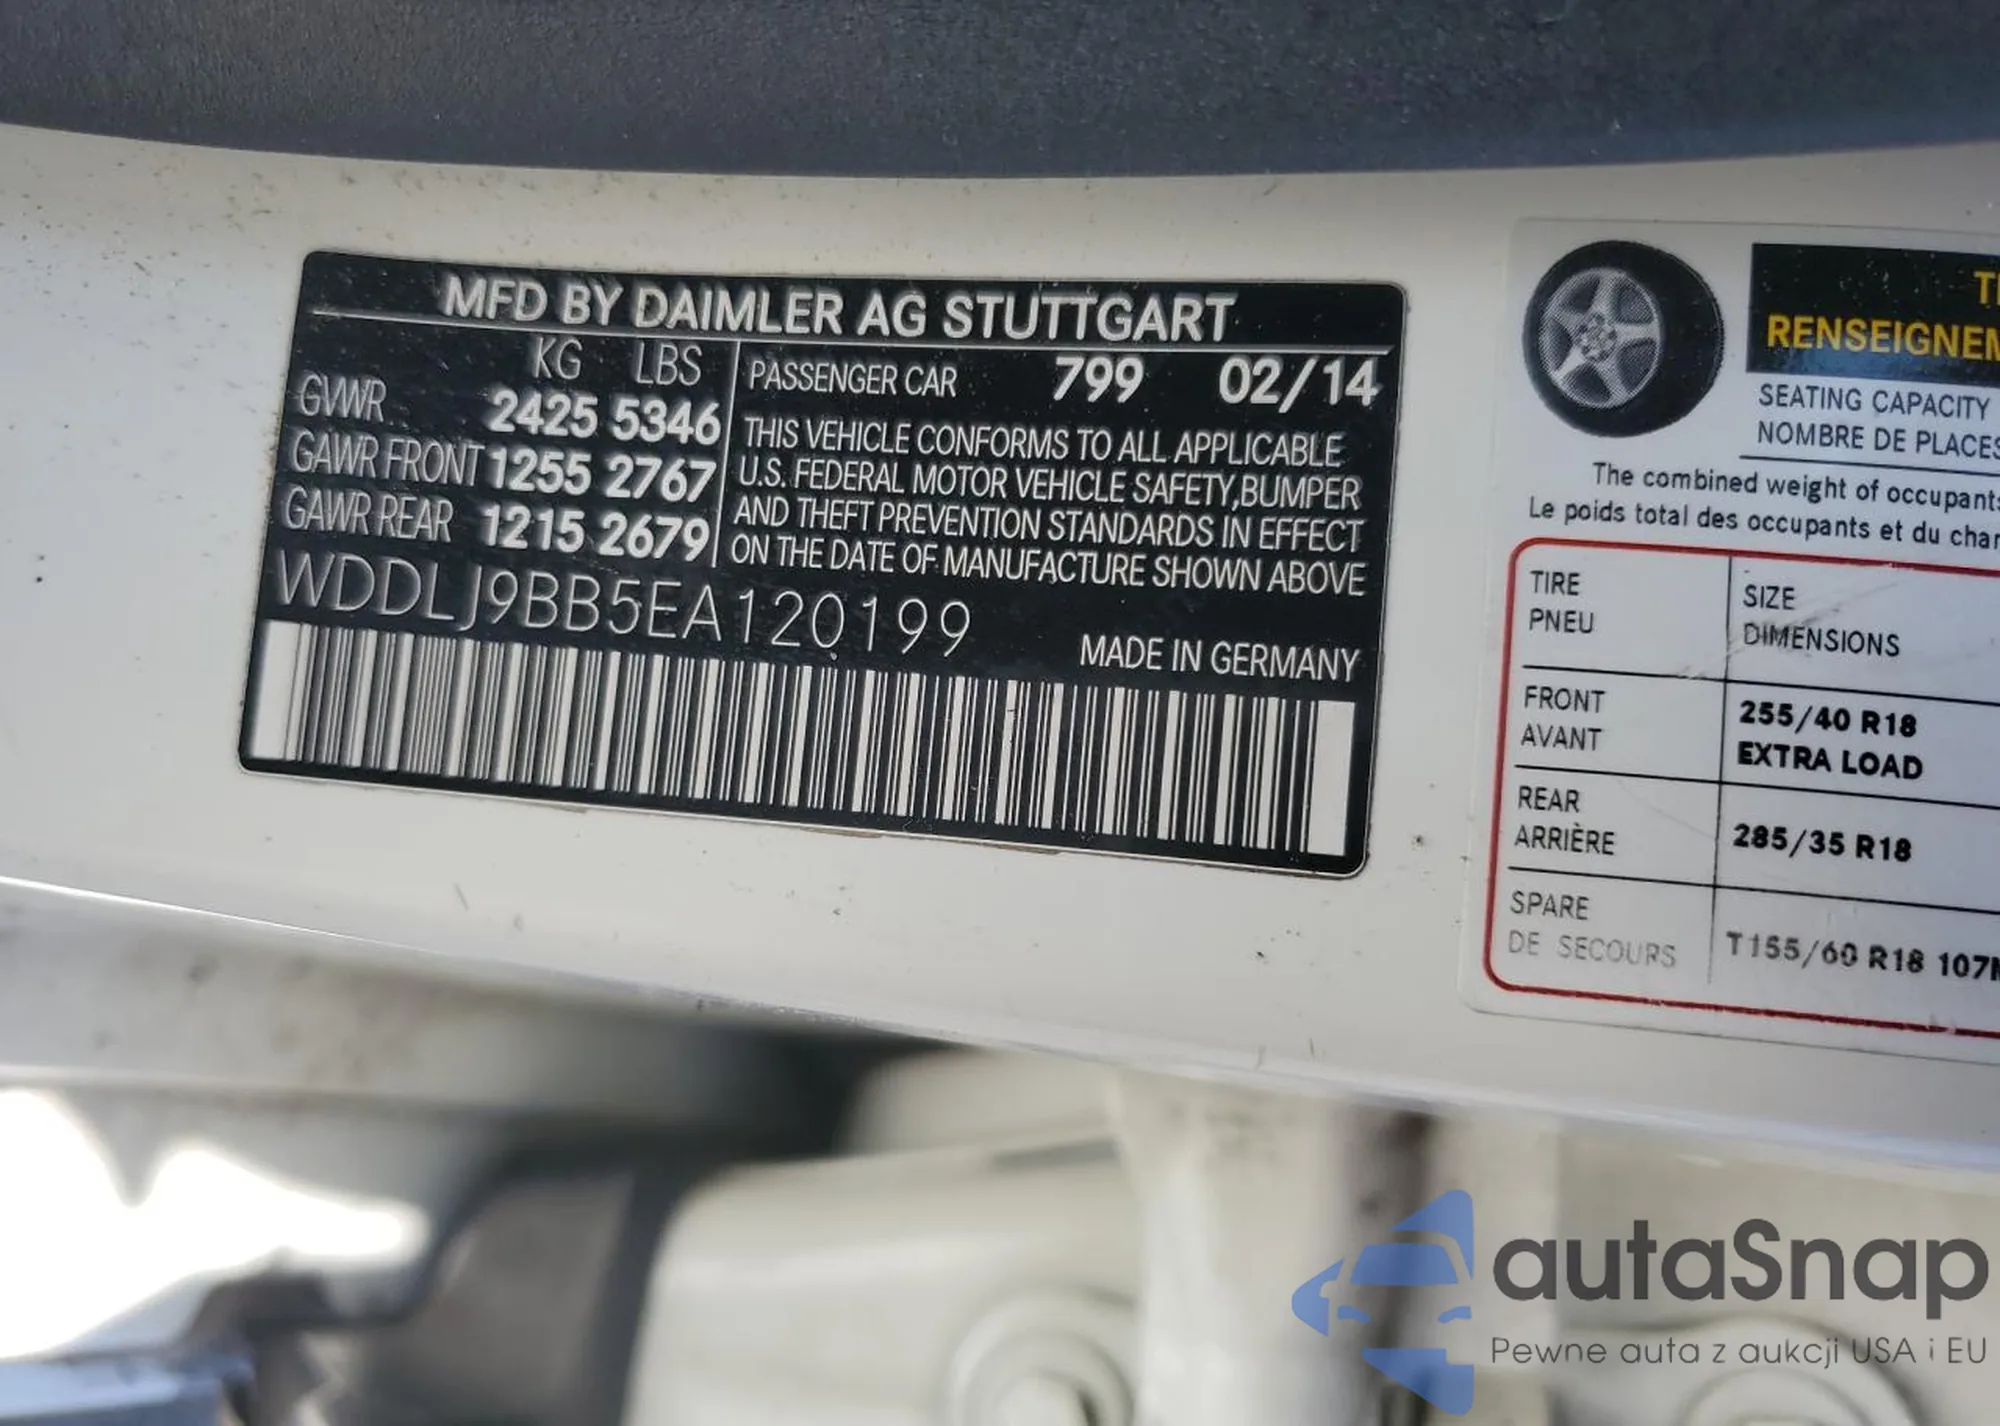 MFD BY DAIMLER AG STUTTGART
KG LBS
GVWR 2425 5346
GAWR FRONT 1255 2767
GAWR REAR 1215 2679
PASSENGER CAR 799 02/14
THIS VEHICLE CONFORMS TO ALL APPLICABLE
U.S. FEDERAL MOTOR VEHICLE SAFETY,BUMPER
AND THEFT PREVENTION STANDARDS IN EFFECT
ON THE DATE OF MANUFACTURE SHOWN ABOVE
WDDLJ9BB5EA120199
MADE IN GERMANY
RENSEIGNEM
SEATING CAPACITY
NOMBRE DE PLACES
The combined weight of occupants
Le poids total des occupants et du char
TIRE
PNEU
SIZE
DIMENSIONS
FRONT
AVANT
255/40 R18
EXTRA LOAD
REAR
ARRIÈRE
285/35 R18
SPARE
DE SECOURS
T155/60 R18 107M
autaSnap
Pewne auta z aukcji USA i EU